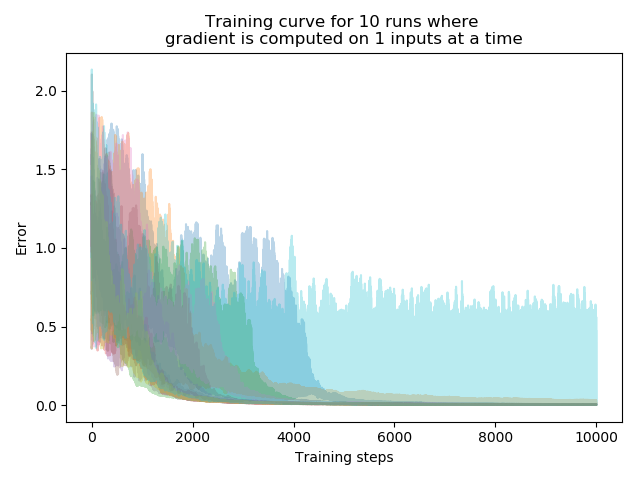 Training curve for 10 runs where
gradient is computed on 1 inputs at a time
2.0
1.5
Error
1.0
0.5
0.0
0 2000 4000 6000 8000 10000
Training steps